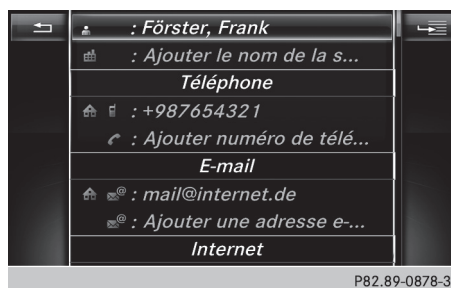 : Förster, Frank
: Ajouter le nom de la s...
Téléphone
: +987654321
: Ajouter numéro de télé...
E-mail
@ : mail@internet.de
@ : Ajouter une adresse e-...
Internet
P82.89-0878-3